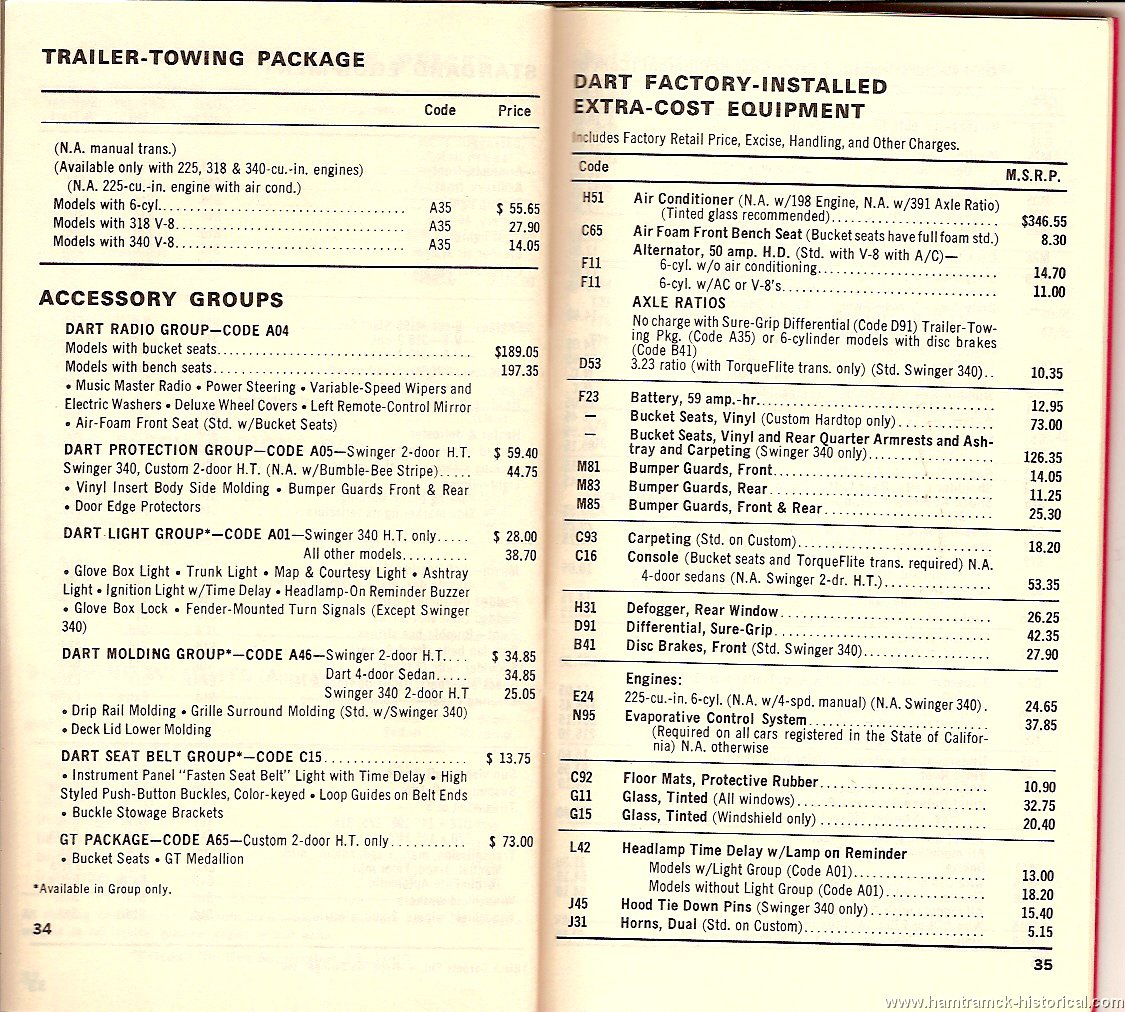 TRAILER-TOWING PACKAGE
Code Price
(N.A. manual trans.)
(Available only with 225, 318 & 340-cu.-in. engines)
(N.A. 225-cu.-in. engine with air cond.)
Models with 6-cyl. A35 $ 55.65
Models with 318 V-8 A35 27.90
Models with 340 V-8 A35 14.05
ACCESSORY GROUPS
DART RADIO GROUP—CODE A04
Models with bucket seats $189.05
Models with bench seats 197.35
• Music Master Radio • Power Steering • Variable-Speed Wipers and
Electric Washers • Deluxe Wheel Covers • Left Remote-Control Mirror
• Air-Foam Front Seat (Std. w/Bucket Seats)
DART PROTECTION GROUP—CODE A05—Swinger 2-door H.T. $ 59.40
Swinger 340, Custom 2-door H.T. (N.A. w/Bumble-Bee Stripe) 44.75
• Vinyl Insert Body Side Molding • Bumper Guards Front & Rear
• Door Edge Protectors
DART LIGHT GROUP*—CODE A01—Swinger 340 H.T. only $ 28.00
All other models 38.70
• Glove Box Light • Trunk Light • Map & Courtesy Light • Ashtray
Light • Ignition Light w/Time Delay • Headlamp-On Reminder Buzzer
• Glove Box Lock • Fender-Mounted Turn Signals (Except Swinger
340)
DART MOLDING GROUP*—CODE A46—Swinger 2-door H.T. $ 34.85
Dart 4-door Sedan 34.85
Swinger 340 2-door H.T 25.05
• Drip Rail Molding • Grille Surround Molding (Std. w/Swinger 340)
• Deck Lid Lower Molding
DART SEAT BELT GROUP*—CODE C15 $ 13.75
• Instrument Panel "Fasten Seat Belt" Light with Time Delay • High
Styled Push-Button Buckles, Color-keyed • Loop Guides on Belt Ends
• Buckle Stowage Brackets
GT PACKAGE—CODE A65—Custom 2-door H.T. only $ 73.00
• Bucket Seats • GT Medallion
*Available in Group only.
34
DART FACTORY-INSTALLED
EXTRA-COST EQUIPMENT
Includes Factory Retail Price, Excise, Handling, and Other Charges.
Code M.S.R.P.
H51 Air Conditioner (N.A. w/198 Engine, N.A. w/391 Axle Ratio)
(Tinted glass recommended) $346.55
C65 Air Foam Front Bench Seat (Bucket seats have full foam std.) 8.30
Alternator, 50 amp. H.D. (Std. with V-8 with A/C)—
F11 6-cyl. w/o air conditioning 14.70
F11 6-cyl. w/AC or V-8's 11.00
AXLE RATIOS
No charge with Sure-Grip Differential (Code D91) Trailer-Tow-
ing Pkg. (Code A35) or 6-cylinder models with disc brakes
(Code B41)
D53 3.23 ratio (with TorqueFlite trans. only) (Std. Swinger 340) 10.35
F23 Battery, 59 amp.-hr. 12.95
— Bucket Seats, Vinyl (Custom Hardtop only) 73.00
— Bucket Seats, Vinyl and Rear Quarter Armrests and Ash-
tray and Carpeting (Swinger 340 only) 126.35
M81 Bumper Guards, Front 14.05
M83 Bumper Guards, Rear 11.25
M85 Bumper Guards, Front & Rear 25.30
C93 Carpeting (Std. on Custom) 18.20
C16 Console (Bucket seats and TorqueFlite trans. required) N.A.
4-door sedans (N.A. Swinger 2-dr. H.T.) 53.35
H31 Defogger, Rear Window 26.25
D91 Differential, Sure-Grip 42.35
B41 Disc Brakes, Front (Std. Swinger 340) 27.90
Engines:
E24 225-cu.-in. 6-cyl. (N.A. w/4-spd. manual) (N.A. Swinger 340) 24.65
N95 Evaporative Control System 37.85
(Required on all cars registered in the State of Califor-
nia) N.A. otherwise
C92 Floor Mats, Protective Rubber 10.90
G11 Glass, Tinted (All windows) 32.75
G15 Glass, Tinted (Windshield only) 20.40
L42 Headlamp Time Delay w/Lamp on Reminder
Models w/Light Group (Code A01) 13.00
Models without Light Group (Code A01) 18.20
J45 Hood Tie Down Pins (Swinger 340 only) 15.40
J31 Horns, Dual (Std. on Custom) 5.15
35
www.hamtramck-historical.com